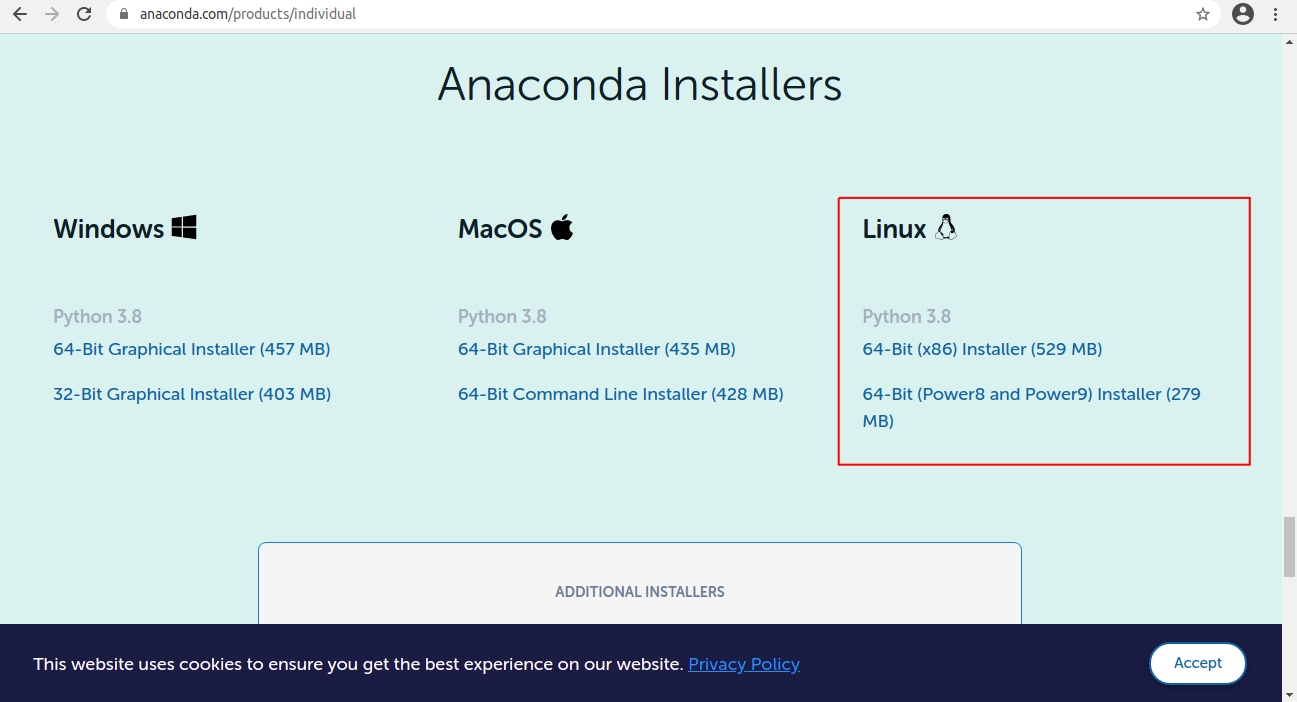 anaconda.com/products/individual
Anaconda Installers
Windows
Python 3.8
64-Bit Graphical Installer (457 MB)
32-Bit Graphical Installer (403 MB)
MacOS
Python 3.8
64-Bit Graphical Installer (435 MB)
64-Bit Command Line Installer (428 MB)
Linux
Python 3.8
64-Bit (x86) Installer (529 MB)
64-Bit (Power8 and Power9) Installer (279
MB)
ADDITIONAL INSTALLERS
This website uses cookies to ensure you get the best experience on our website. Privacy Policy
Accept